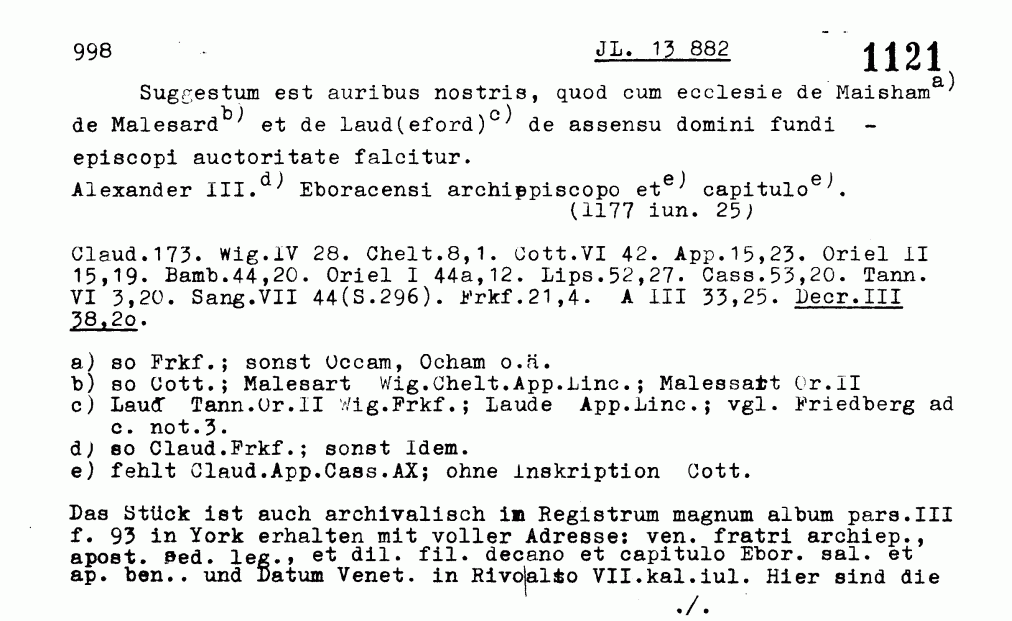 998 JL. 13 882 1121
Suggestum est auribus nostris, quod cum ecclesie de Maisham a)
de Malesard b) et de Laud(eford) c) de assensu domini fundi -
episcopi auctoritate falcitur.
Alexander III. d) Eboracensi archieppiscopo et e) capitulo e).
(1177 iun. 25)
Claud.173. Wig.IV 28. Chelt.8,1. Cott.VI 42. App.15,23. Oriel II
15,19. Bamb.44,20. Oriel I 44a,12. Lips.52,27. Cass.53,20. Tann.
VI 3,20. Sang.VII 44(S.296). Frkf.21,4. A III 33,25. Decr.III
38,2o.
a) so Frkf.; sonst Occam, Ocham o.ä.
b) so Cott.; Malesart Wig.Chelt.App.Linc.; Malessart Or.II
c) Laud Tann.Or.II Wig.Frkf.; Laude App.Linc.; vgl. Friedberg ad
c. not.3.
d) so Claud.Frkf.; sonst Idem.
e) fehlt Claud.App.Cass.AX; ohne Inskription Cott.
Das Stück ist auch archivalisch im Registrum magnum album pars.III
f. 93 in York erhalten mit voller Adresse: ven. fratri archiep.,
apost. sed. leg., et dil. fil. decano et capitulo Ebor. sal. et
ap. ben.. und Datum Venet. in Rivo|alto VII.kal.iul. Hier sind die
./.